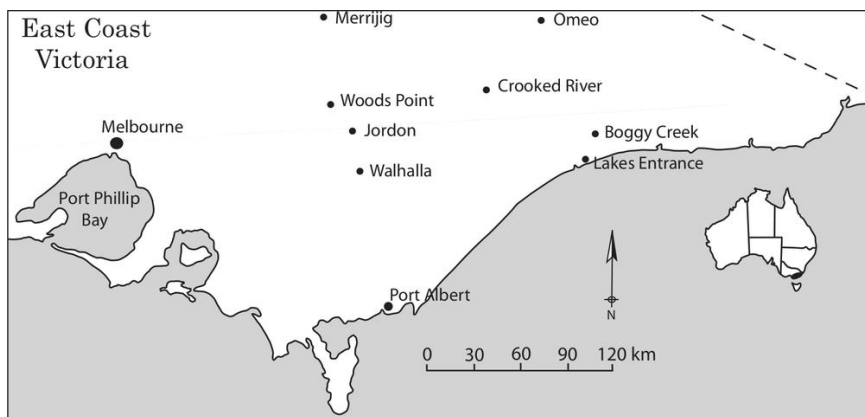 East Coast
Victoria
Merrijig
Omeo
Crooked River
Woods Point
Melbourne
Jordon
Boggy Creek
Lakes Entrance
Walhalla
Port Phillip
Bay
Port Albert
N
0 30 60 90 120 km